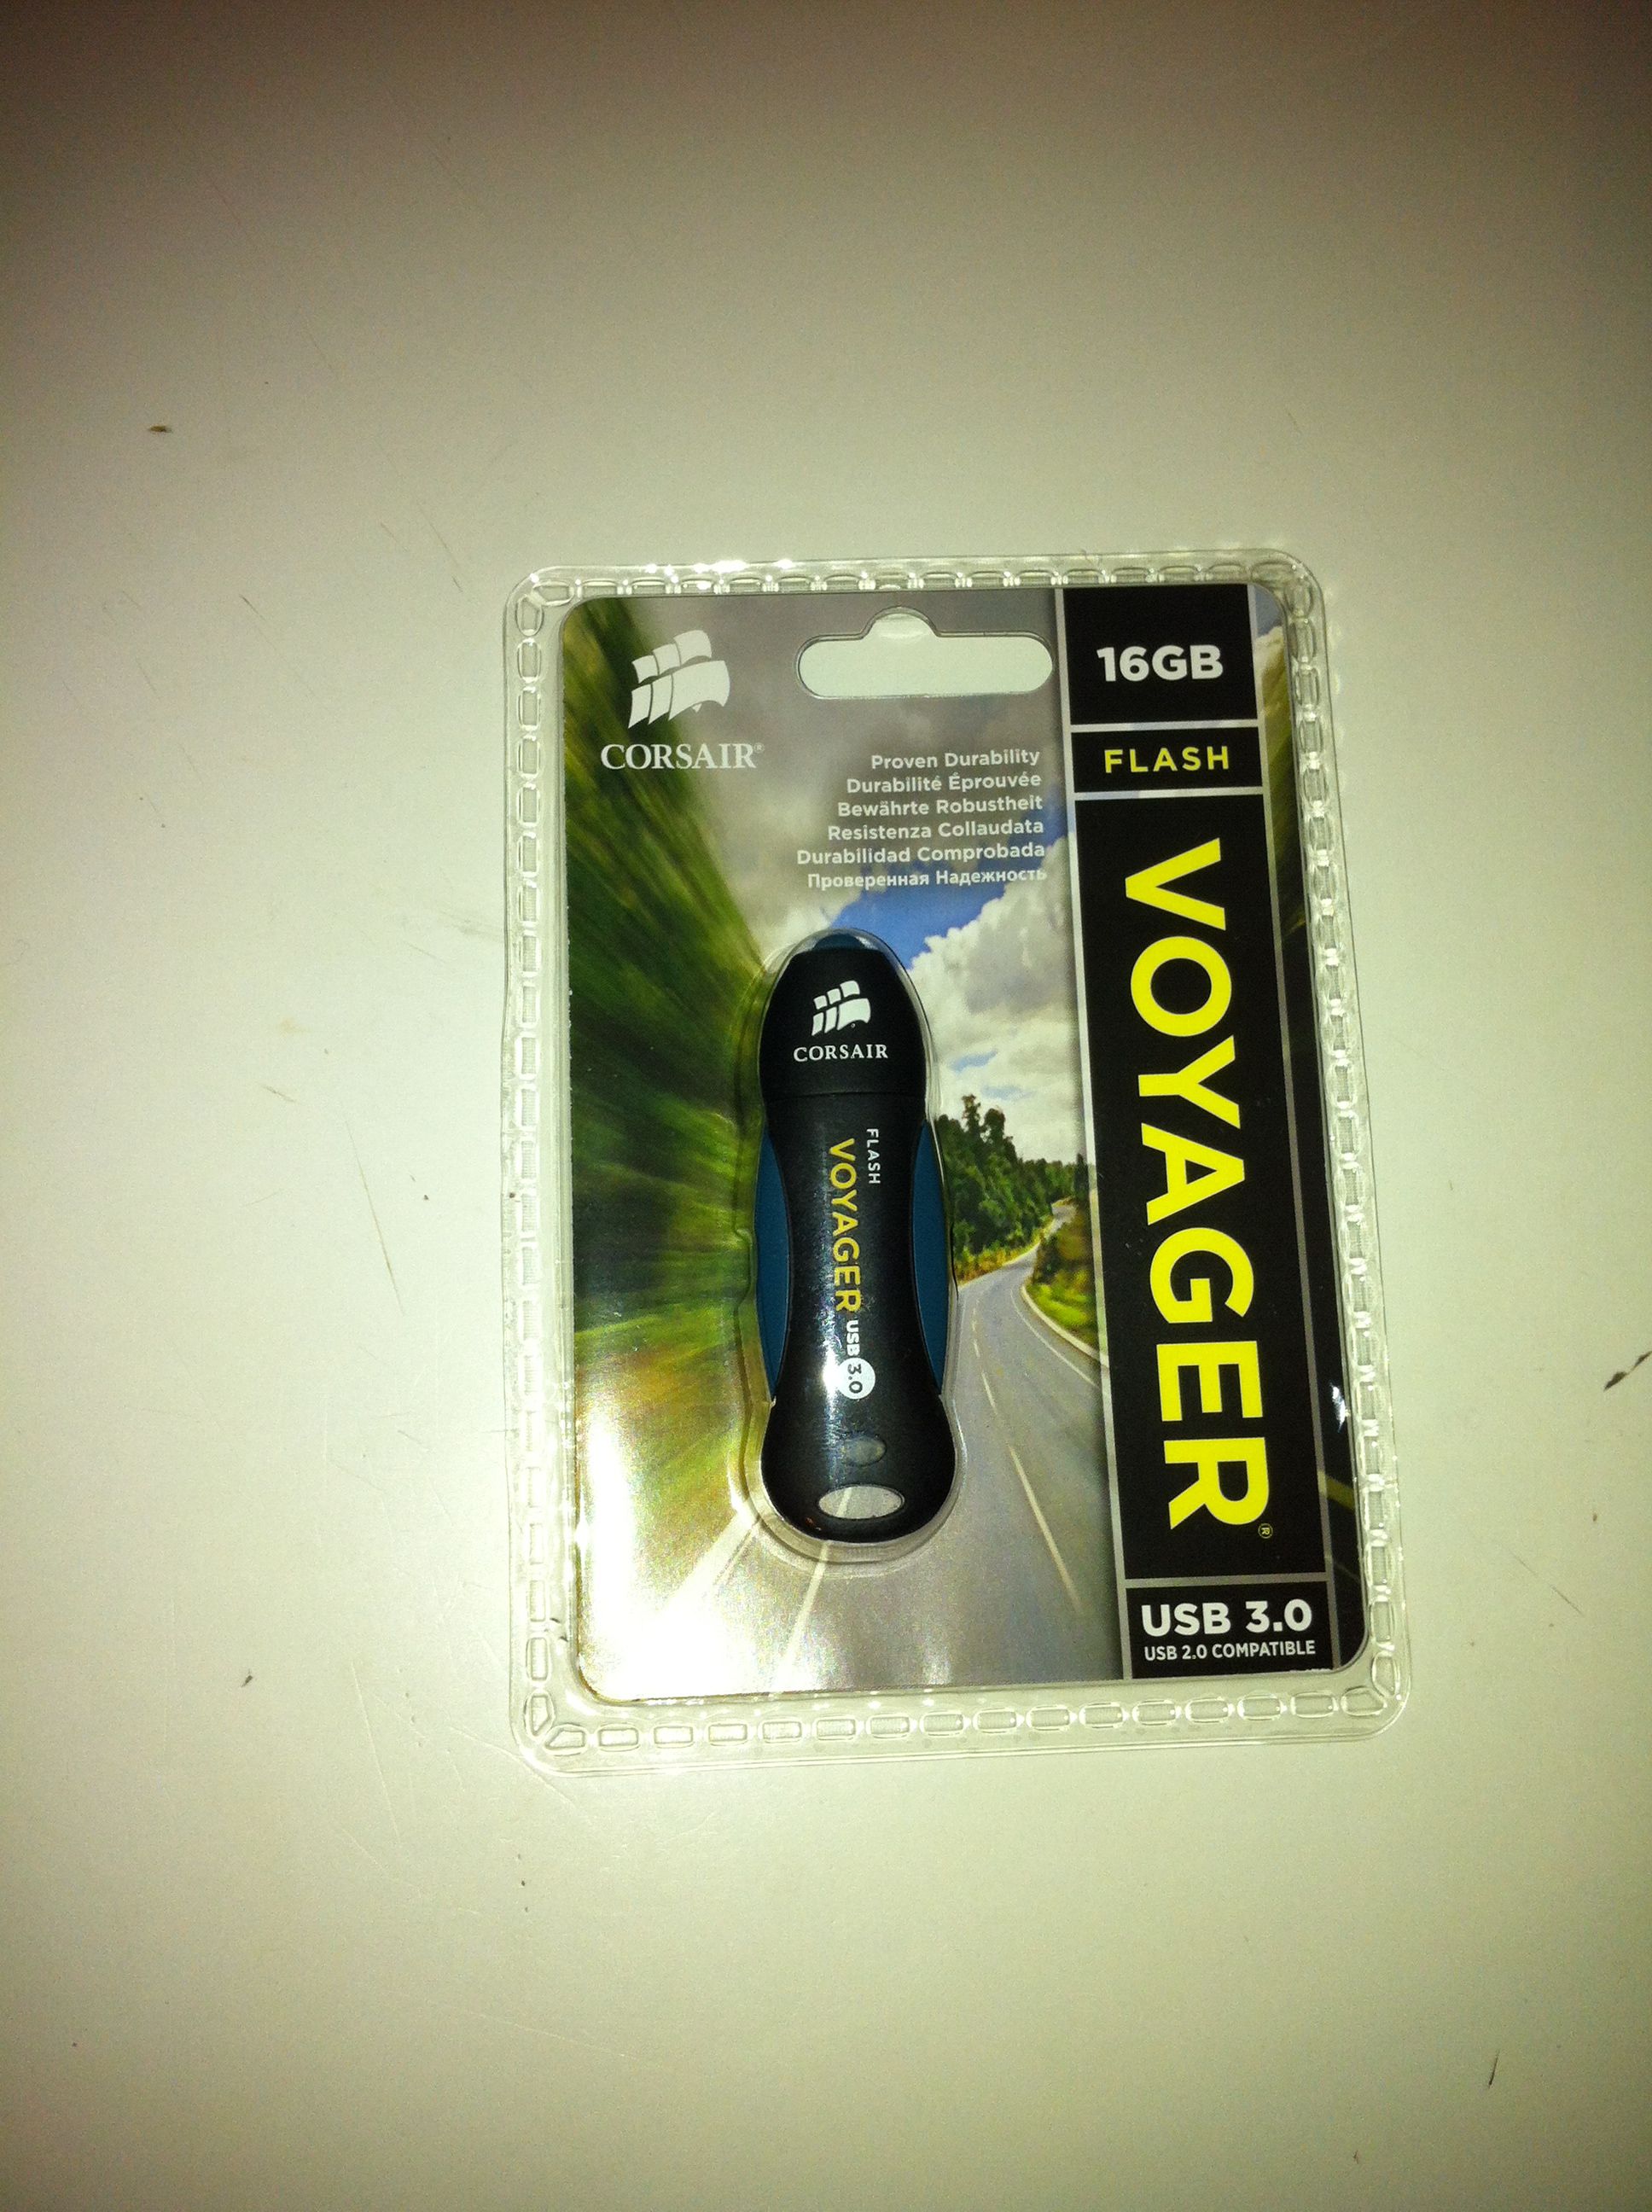 CORSAIR®
Proven Durability
Durabilité Éprouvée
Bewährte Robustheit
Resistenza Collaudata
Durabilidad Comprobada
Проверенная Надежность
16GB
FLASH
VOYAGER®
USB 3.0
USB 2.0 COMPATIBLE
CORSAIR
FLASH
VOYAGER USB 3.0